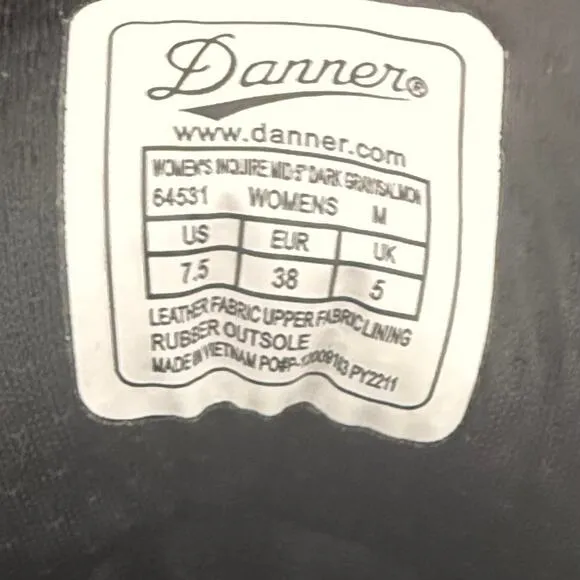 Danner®
www.danner.com
WOMEN'S INQUIRE MID 5" DARK GRAY/SALMON
64531 WOMENS M
US EUR UK
7.5 38 5
LEATHER/FABRIC UPPER FABRIC LINING
RUBBER OUTSOLE
MADE IN VIETNAM PO#P- PY2211